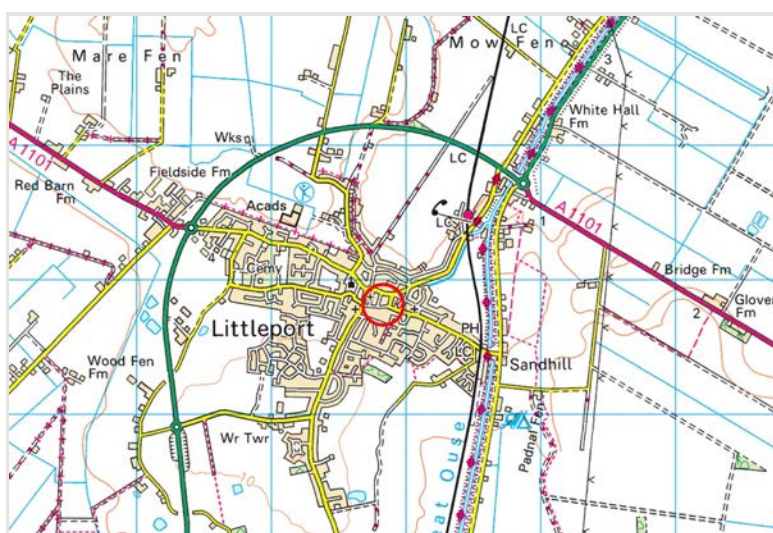 Mare Fen
The
Plains
Mow Fen
LC
3
White Hall
Fm
A1101
Wks
LC
Red Barn
Fm
Fieldside Fm
Acads
LC
1
A1101
4
Cemy
Bridge Fm
Glover
Fm
2
Littleport
PH
LC
Sandhill
Wood Fen
Fm
Wr Twr
10
Padnal Fen
eat Ouse